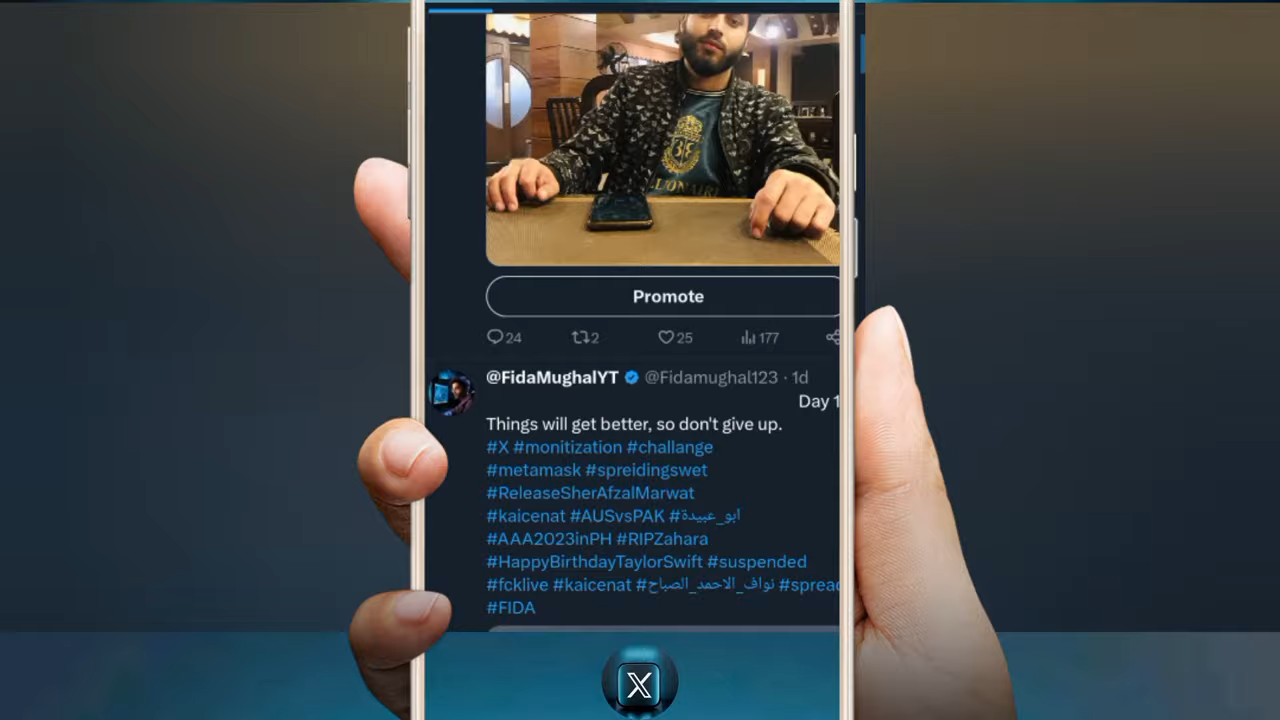 Promote
24 2 25 177
@FidaMughalYT @Fidamughal123 · 1d
Day 1
Things will get better, so don't give up.
#X #monitization #challange
#metamask #spreidingswet
#ReleaseSherAfzalMarwat
#kaicenat #AUSvsPAK #ابو_عبيدة
#AAA2023inPH #RIPZahara
#HappyBirthdayTaylorSwift #suspended
#fcklive #kaicenat #نواف_الاحمد_الصباح #spread
#FIDA
X